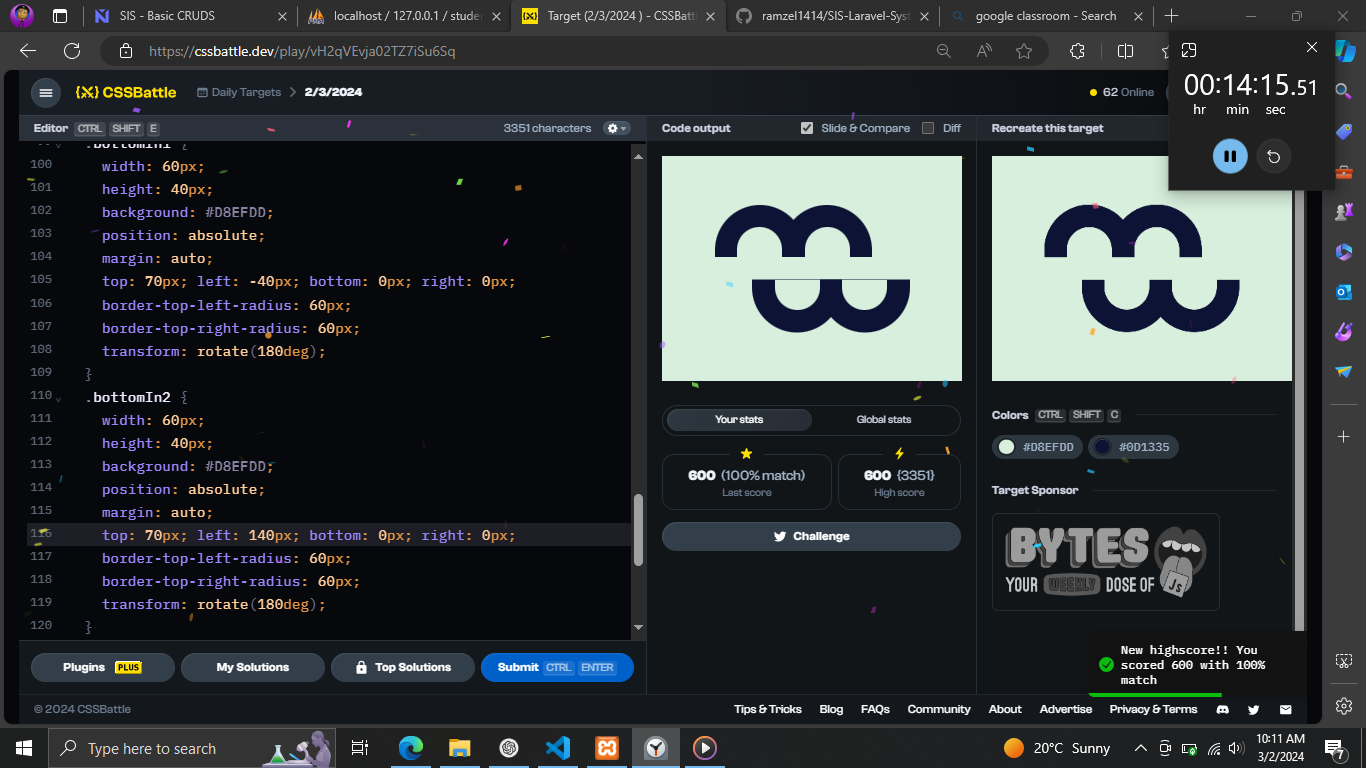 SIS - Basic CRUDS
localhost / 127.0.0.1 / stude
Target (2/3/2024 ) - CSSBattl
ramzel1414/SIS-Laravel-Syst
google classroom - Search
https://cssbattle.dev/play/vH2qVEvja02TZ7iSu6Sq
00:14:15.51
hr min sec
CSSBattle
Daily Targets
2/3/2024
62 Online
Editor CTRL SHIFT E
3351 characters
Code output
Slide & Compare
Diff
Recreate this target
.bottomIn1 {
100 width: 60px;
101 height: 40px;
102 background: #D8EFDD;
103 position: absolute;
104 margin: auto;
105 top: 70px; left: -40px; bottom: 0px; right: 0px;
106 border-top-left-radius: 60px;
107 border-top-right-radius: 60px;
108 transform: rotate(180deg);
109 }
110 .bottomIn2 {
111 width: 60px;
112 height: 40px;
113 background: #D8EFDD;
114 position: absolute;
115 margin: auto;
116 top: 70px; left: 140px; bottom: 0px; right: 0px;
117 border-top-left-radius: 60px;
118 border-top-right-radius: 60px;
119 transform: rotate(180deg);
120 }
Your stats
Global stats
600 (100% match)
Last score
600 {3351}
High score
Challenge
Colors CTRL SHIFT C
#D8EFDD
#0D1335
Target Sponsor
BYTES
YOUR WEEKLY DOSE OF JS
New highscore!! You
scored 600 with 100%
match
Plugins PLUS
My Solutions
Top Solutions
Submit CTRL ENTER
© 2024 CSSBattle
Tips & Tricks
Blog
FAQs
Community
About
Advertise
Privacy & Terms
Type here to search
20°C Sunny
10:11 AM
3/2/2024
7